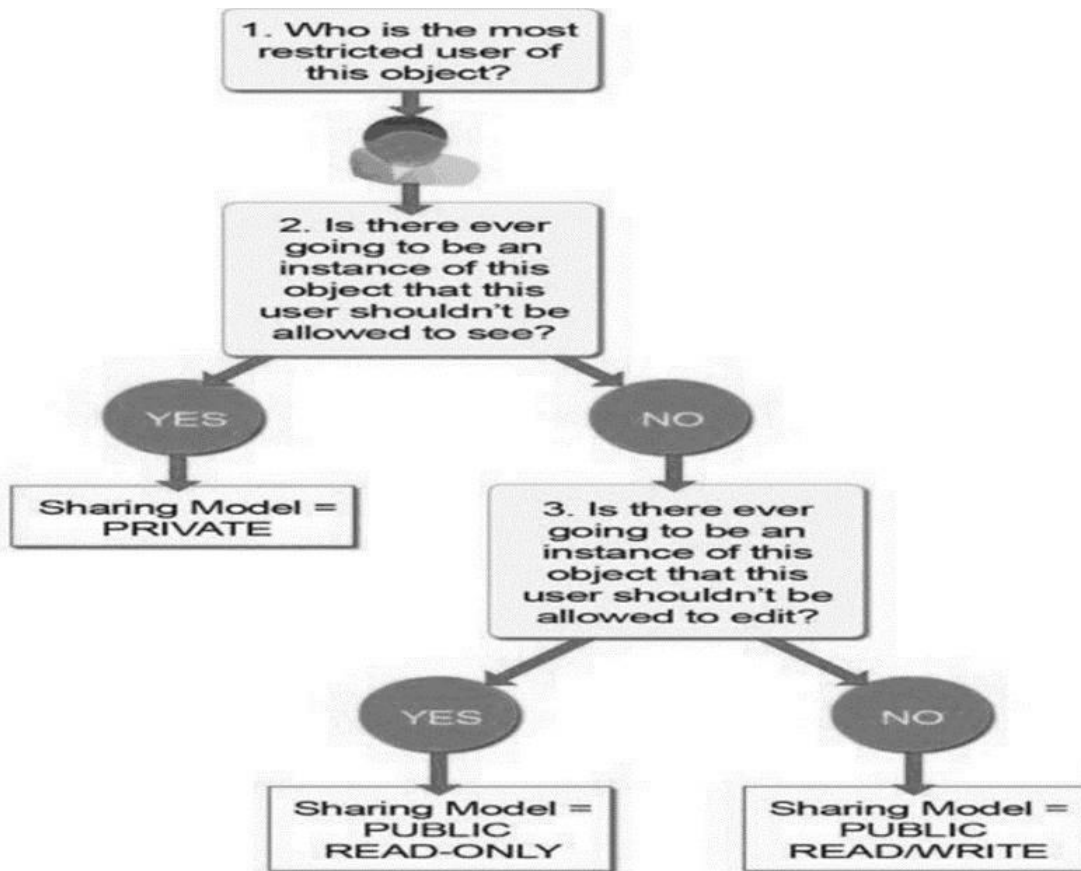 1. Who is the most
restricted user of
this object?
2. Is there ever
going to be an
instance of this
object that this
user shouldn't be
allowed to see?
YES
NO
Sharing Model =
PRIVATE
3. Is there ever
going to be an
instance of this
object that this
user shouldn't be
allowed to edit?
YES
NO
Sharing Model =
PUBLIC
READ-ONLY
Sharing Model =
PUBLIC
READ/WRITE